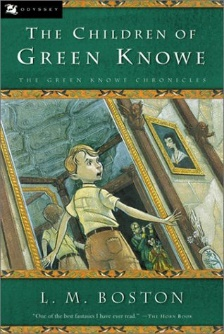 ODYSSEY
THE CHILDREN OF
GREEN KNOWE
THE GREEN KNOWE CHRONICLES
L. M. BOSTON
"One of the best fantasies I have ever read." —THE HORN BOOK